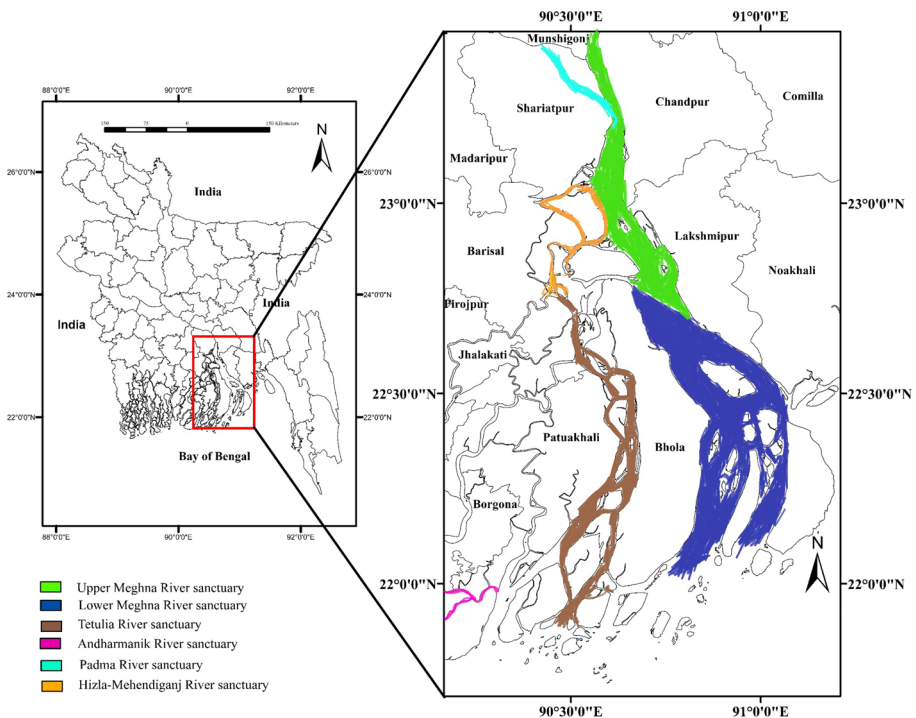 88°0'0"E
90°0'0"E
92°0'0"E
150
75
0
150 Kilometers
N
26°0'0"N
26°0'0"N
India
24°0'0"N
24°0'0"N
India
India
22°0'0"N
22°0'0"N
Bay of Bengal
88°0'0"E
90°0'0"E
92°0'0"E
Upper Meghna River sanctuary
Lower Meghna River sanctuary
Tetulia River sanctuary
Andharmanik River sanctuary
Padma River sanctuary
Hizla-Mehendiganj River sanctuary
90°30'0"E
91°0'0"E
Munshigonj
Shariatpur
Chandpur
Comilla
Madaripur
23°0'0"N
23°0'0"N
Barisal
Lakshmipur
Noakhali
Pirojpur
Jhalakati
22°30'0"N
22°30'0"N
Patuakhali
Bhola
Borgona
N
22°0'0"N
22°0'0"N
90°30'0"E
91°0'0"E